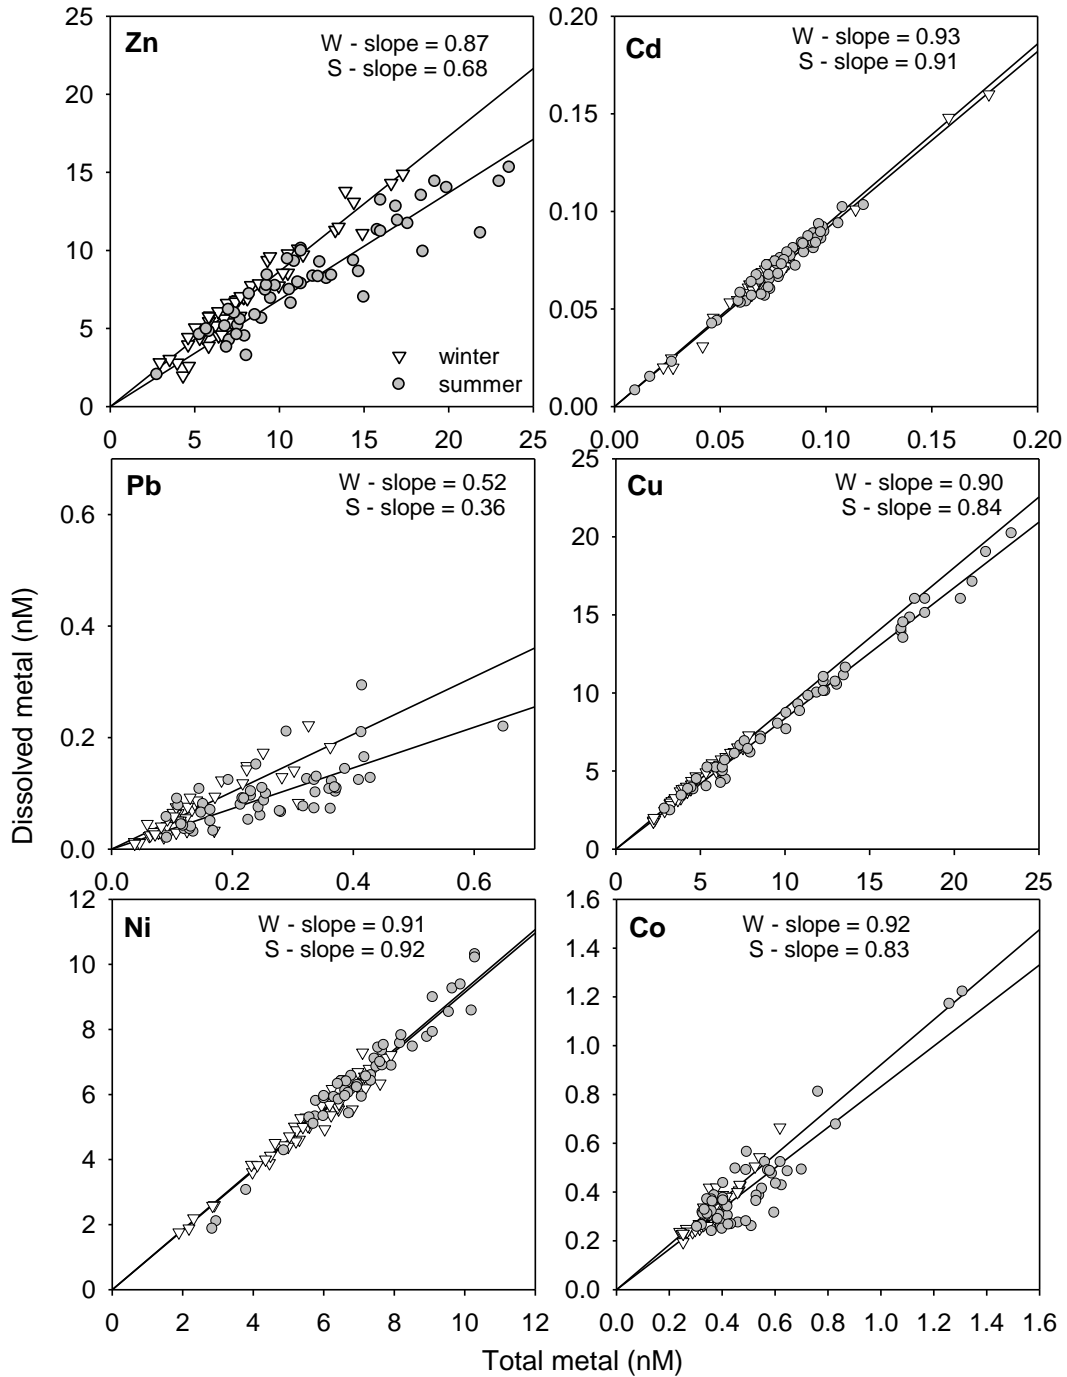 Zn
W - slope = 0.87
S - slope = 0.68
25
20
15
10
5
0
0 5 10 15 20 25
winter
summer
Cd
W - slope = 0.93
S - slope = 0.91
0.20
0.15
0.10
0.05
0.00
0.00 0.05 0.10 0.15 0.20
Pb
W - slope = 0.52
S - slope = 0.36
0.6
0.4
0.2
0.0
0.0 0.2 0.4 0.6
Cu
W - slope = 0.90
S - slope = 0.84
25
20
15
10
5
0
0 5 10 15 20 25
Dissolved metal (nM)
Ni
W - slope = 0.91
S - slope = 0.92
12
10
8
6
4
2
0
0 2 4 6 8 10 12
Co
W - slope = 0.92
S - slope = 0.83
1.6
1.4
1.2
1.0
0.8
0.6
0.4
0.2
0.0
0.0 0.2 0.4 0.6 0.8 1.0 1.2 1.4 1.6
Total metal (nM)